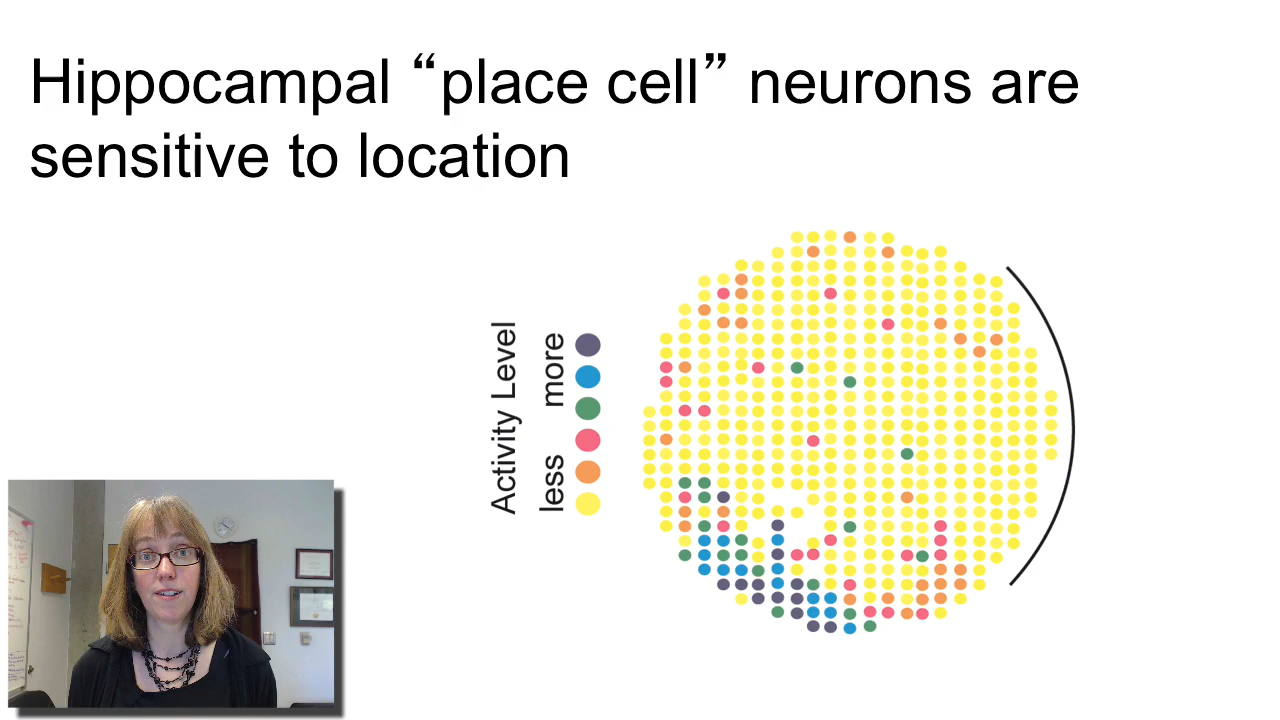 Hippocampal “place cell” neurons are
sensitive to location
Activity Level
less more